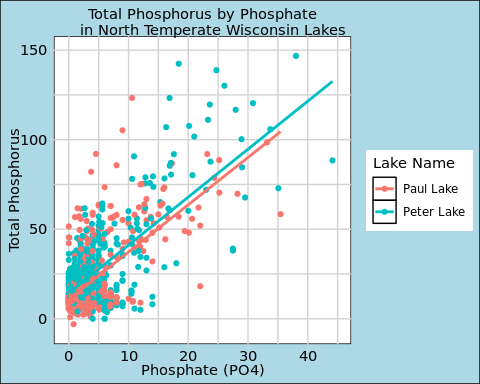 Total Phosphorus by Phosphate
in North Temperate Wisconsin Lakes
150
100
50
0
Total Phosphorus
0 10 20 30 40
Phosphate (PO4)
Lake Name
Paul Lake
Peter Lake